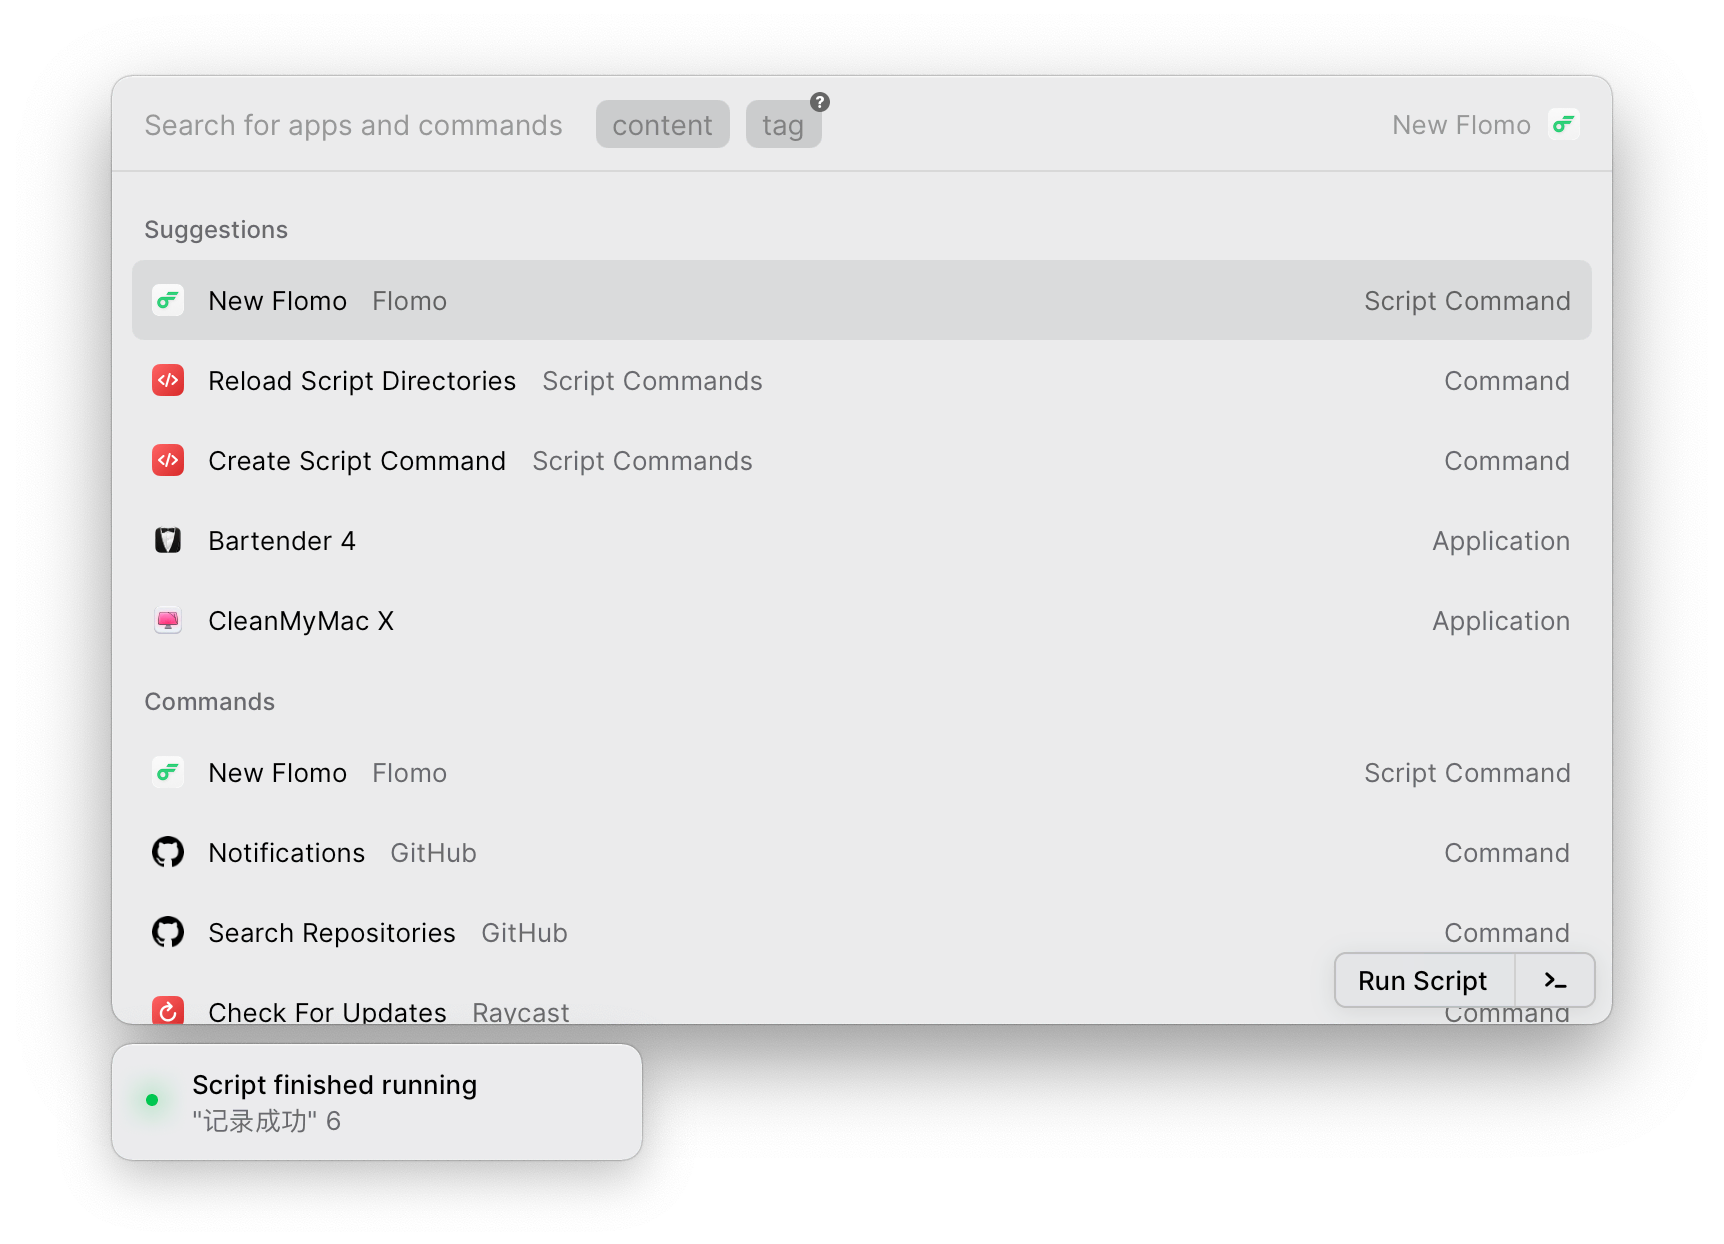 Search for apps and commands content tag ? New Flomo
Suggestions
New Flomo Flomo Script Command
Reload Script Directories Script Commands Command
Create Script Command Script Commands Command
Bartender 4 Application
CleanMyMac X Application
Commands
New Flomo Flomo Script Command
Notifications GitHub Command
Search Repositories GitHub Command
Run Script >_
Check For Updates Raycast Command
Script finished running
"记录成功" 6